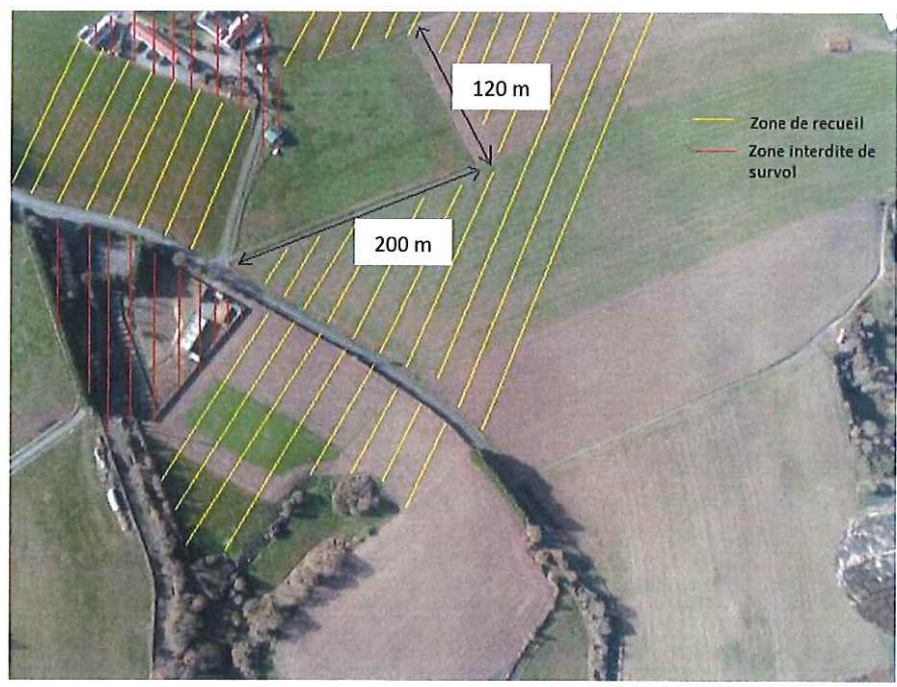 120 m
Zone de recueil
Zone interdite de
survol
200 m